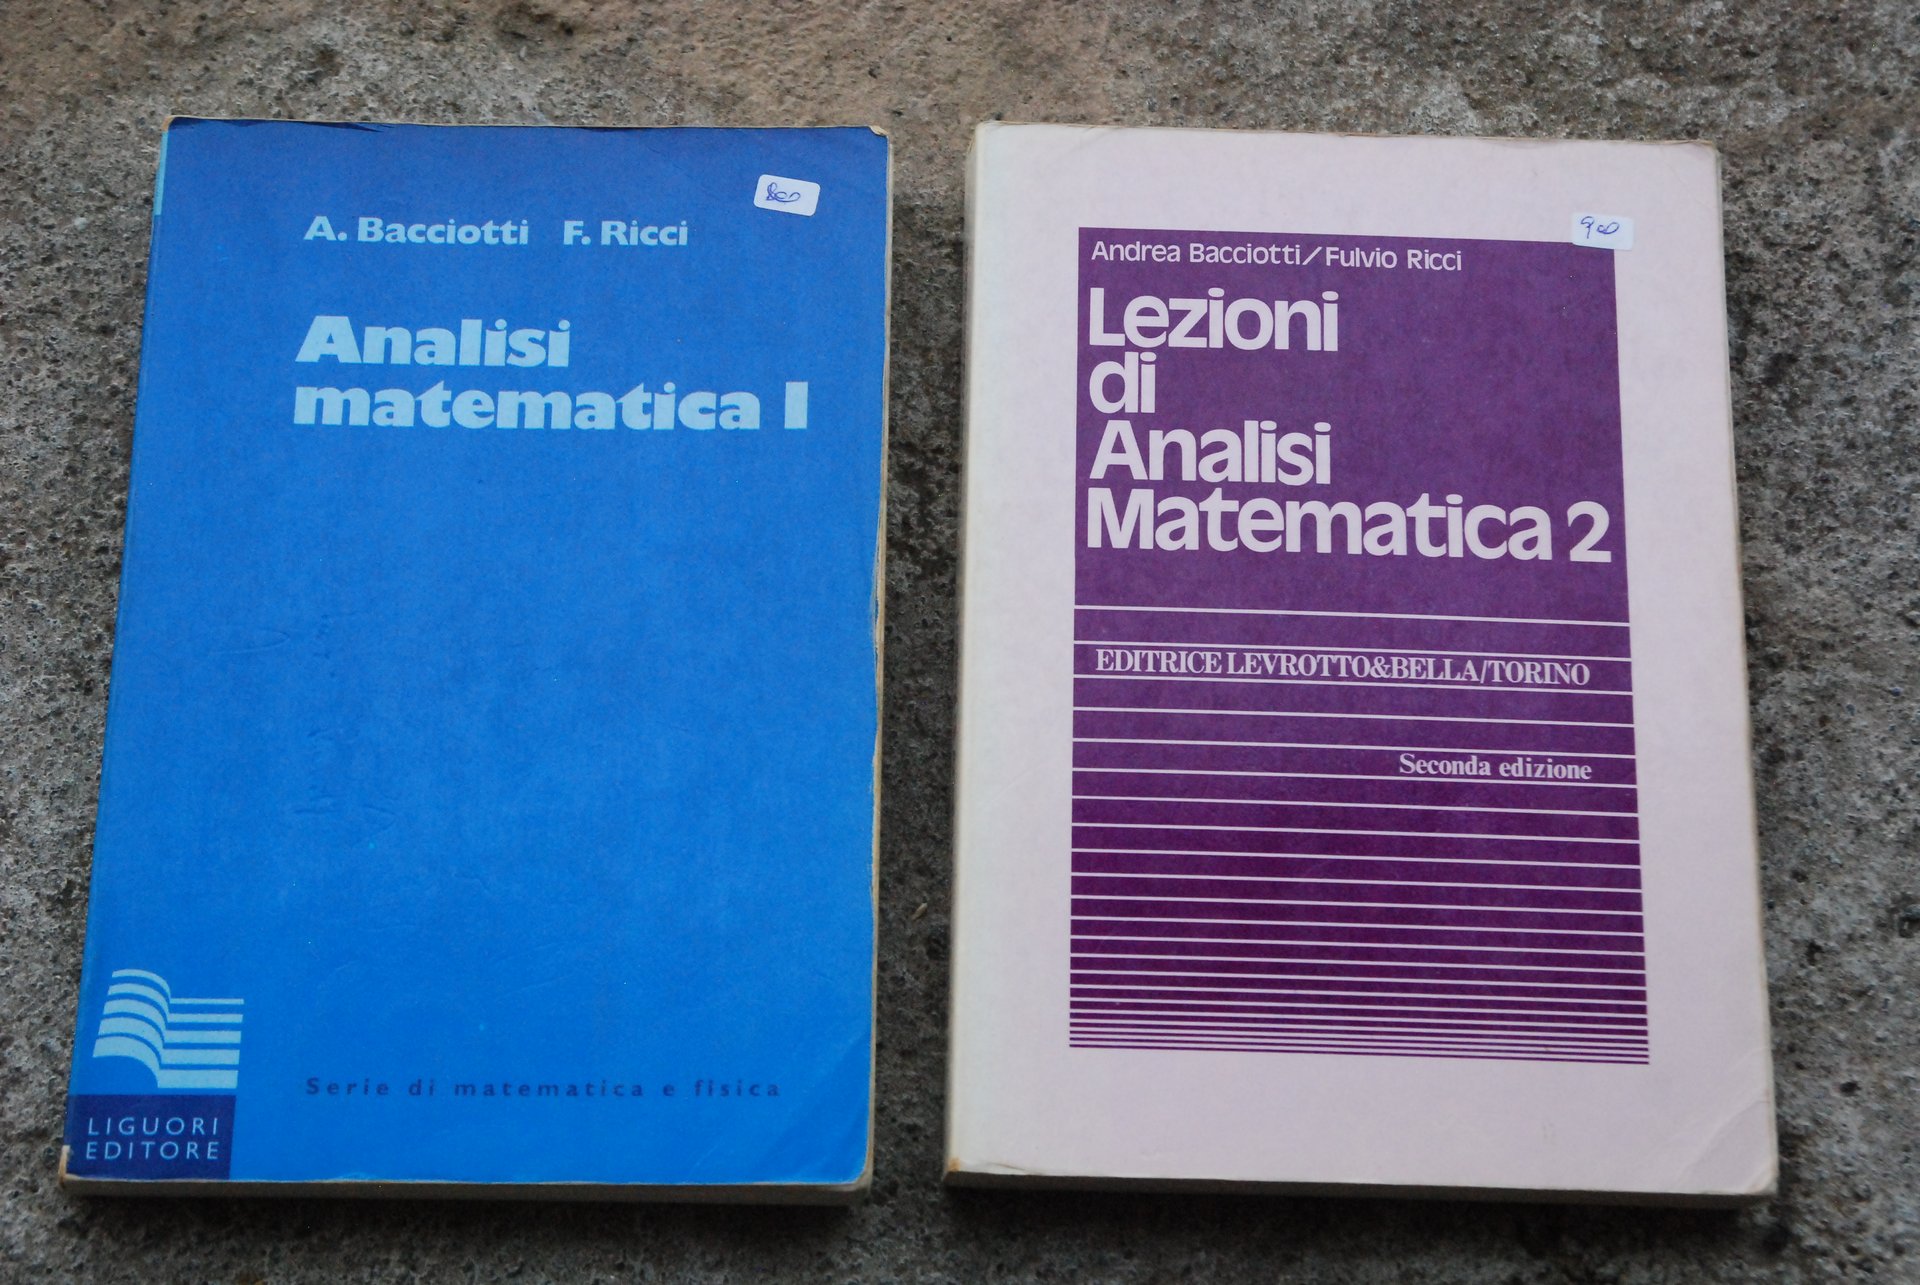 A. Bacciotti F. Ricci
Analisi
matematica I
Serie di matematica e fisica
LIGUORI
EDITORE
Andrea Bacciotti/Fulvio Ricci
Lezioni
di
Analisi
Matematica 2
EDITRICE LEVROTTO&BELLA/TORINO
Seconda edizione